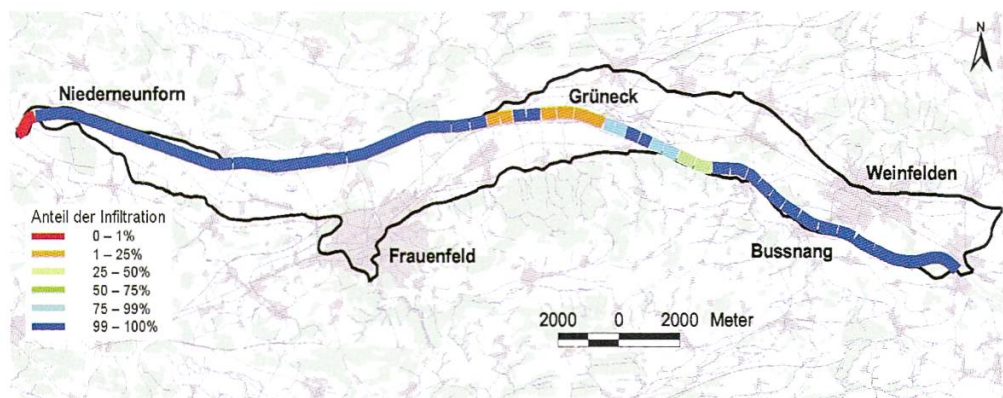 N
Niederneunforn
Grüneck
Weinfelden
Anteil der Infiltration
0 – 1%
1 – 25%
25 – 50%
50 – 75%
75 – 99%
99 – 100%
Frauenfeld
Bussnang
2000 0 2000 Meter